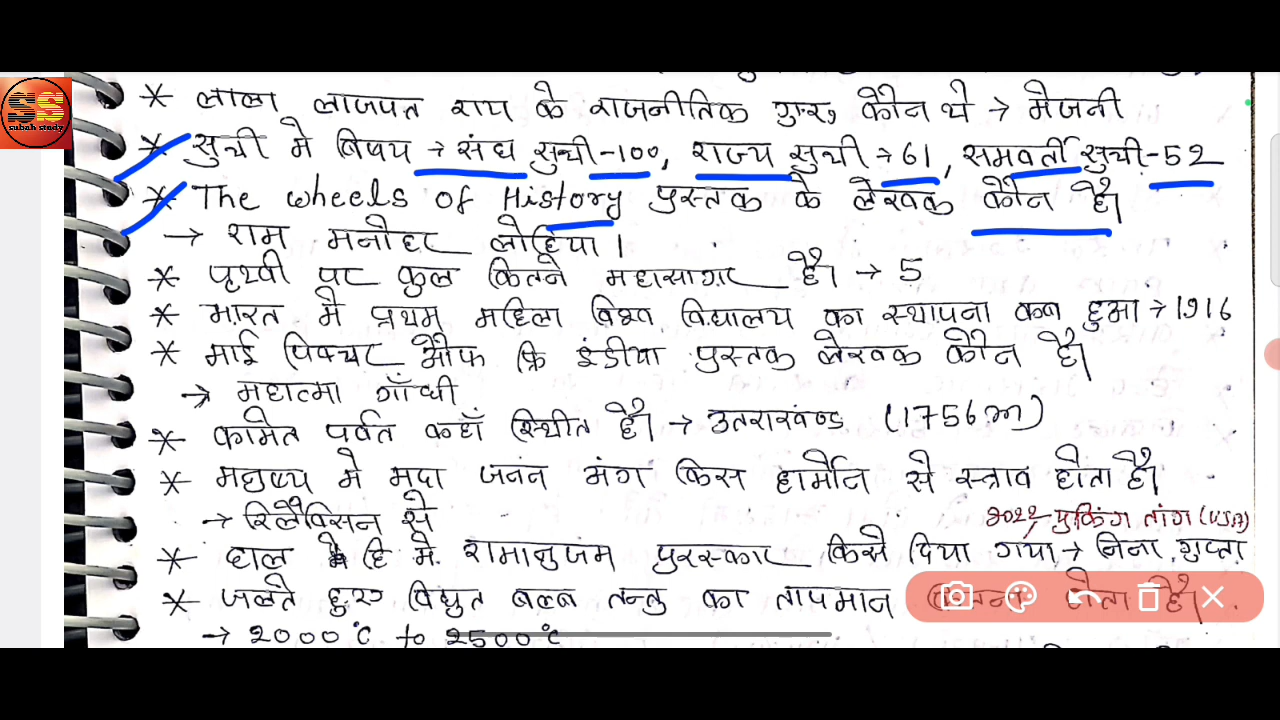 SS
subah study
* लाला लाजपत राय के राजनीतिक गुरु कौन थे → मेजनी
* सुची में विषय → संघ सुची-100, राज्य सुची → 61, समवर्ती सुची-52
* The wheels of History पुस्तक के लेखक कौन है।
→ राम मनोहर लोहिया।
* पृथ्वी पर कुल कितने महासागर है। → 5
* भारत में प्रथम महिला विश्व विद्यालय का स्थापना कब हुआ → 1916
* माई पिक्चर ऑफ फ्रि इंडीया पुस्तक लेखक कौन है।
→ महात्मा गाँधी
* कामेत पर्वत कहाँ स्थित है। → उतराखण्ड (1756m)
* मनुष्य में मदा जनन अंग किस हार्मोन से स्त्राव होता है।
→ रिलेक्सिन से
2022 युकिंग तांग (USA)
* हाल हि में रामानुजम पुरस्कार किसे दिया गया → निना गुप्ता
* जलते हुए विद्युत बल्ब तन्तु का तापमान होता है।
→ 2000°C to 2500°C